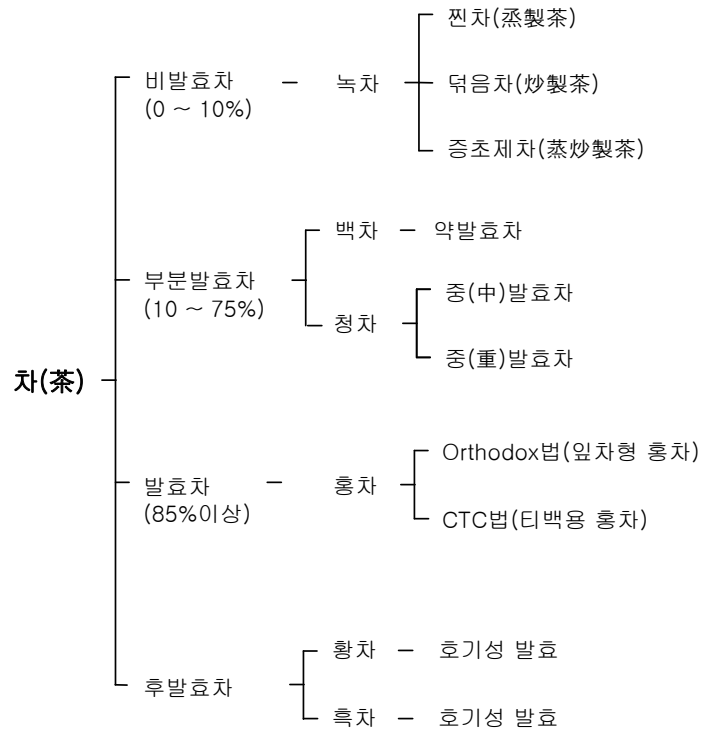 찐차(烝製茶)
비발효차 – 녹차
덖음차(炒製茶)
(0 ~ 10%)
증초제차(蒸炒製茶)
백차 – 약발효차
부분발효차
중(中)발효차
(10 ~ 75%)
청차
중(重)발효차
차(茶)
Orthodox법(잎차형 홍차)
발효차 – 홍차
(85%이상)
CTC법(티백용 홍차)
황차 – 호기성 발효
후발효차
흑차 – 호기성 발효